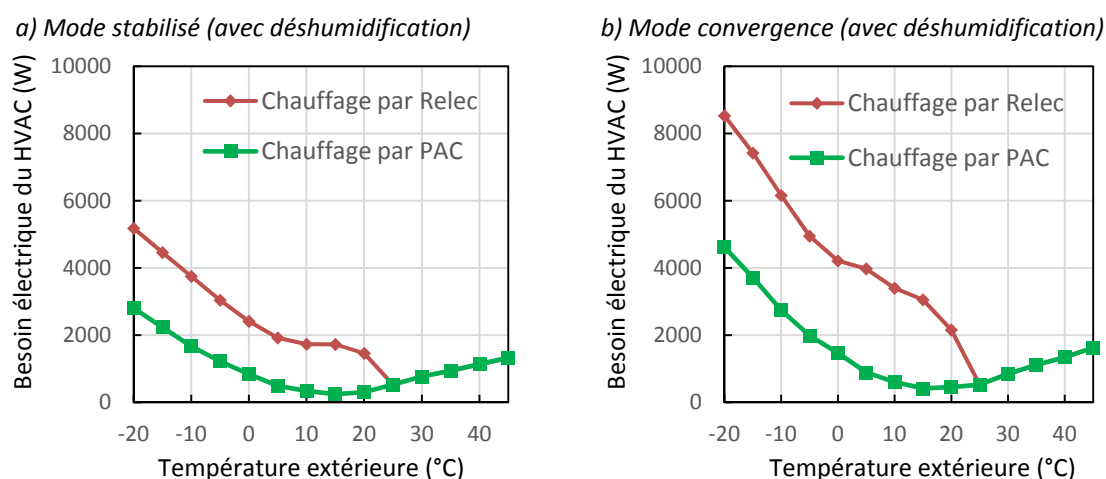 a) Mode stabilisé (avec déshumidification)
Besoin électrique du HVAC (W)
10000
8000
6000
4000
2000
0
Chauffage par Relec
Chauffage par PAC
-20 -10 0 10 20 30 40
Température extérieure (°C)
b) Mode convergence (avec déshumidification)
Besoin électrique du HVAC (W)
10000
8000
6000
4000
2000
0
Chauffage par Relec
Chauffage par PAC
-20 -10 0 10 20 30 40
Température extérieure (°C)